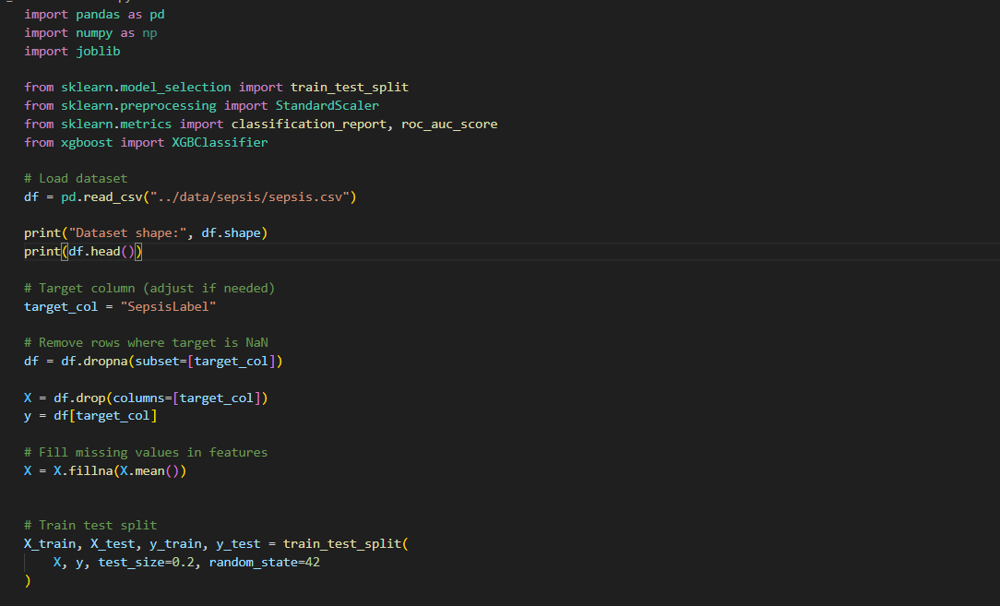 import pandas as pd
import numpy as np
import joblib
from sklearn.model_selection import train_test_split
from sklearn.preprocessing import StandardScaler
from sklearn.metrics import classification_report, roc_auc_score
from xgboost import XGBClassifier
# Load dataset
df = pd.read_csv("../data/sepsis/sepsis.csv")
print("Dataset shape:", df.shape)
print(df.head())
# Target column (adjust if needed)
target_col = "SepsisLabel"
# Remove rows where target is NaN
df = df.dropna(subset=[target_col])
X = df.drop(columns=[target_col])
y = df[target_col]
# Fill missing values in features
X = X.fillna(X.mean())
# Train test split
X_train, X_test, y_train, y_test = train_test_split(
    X, y, test_size=0.2, random_state=42
)